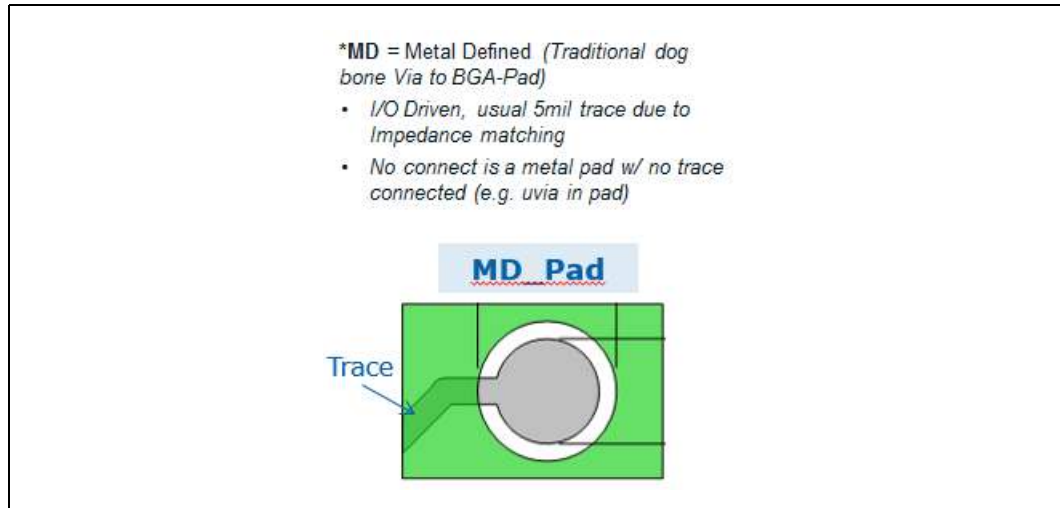 *MD = Metal Defined (Traditional dog
bone Via to BGA-Pad)
• I/O Driven, usual 5mil trace due to
Impedance matching
• No connect is a metal pad w/ no trace
connected (e.g. uvia in pad)
MD_Pad
Trace